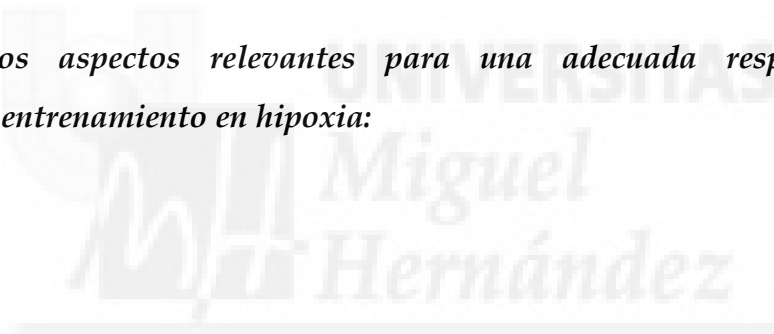 os aspectos relevantes para una adecuada resp
entrenamiento en hipoxia:
UNIVERSITAS
Miguel
Hernández